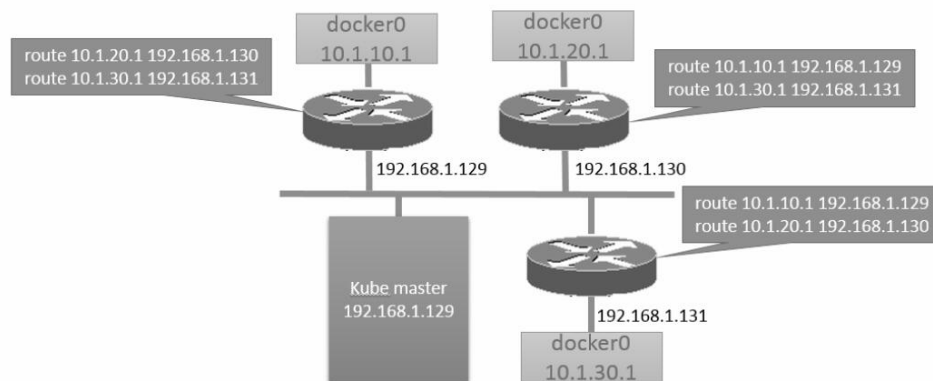 docker0
10.1.10.1
docker0
10.1.20.1
route 10.1.20.1 192.168.1.130
route 10.1.30.1 192.168.1.131
route 10.1.10.1 192.168.1.129
route 10.1.30.1 192.168.1.131
192.168.1.129
192.168.1.130
route 10.1.10.1 192.168.1.129
route 10.1.20.1 192.168.1.130
Kube master
192.168.1.129
192.168.1.131
docker0
10.1.30.1